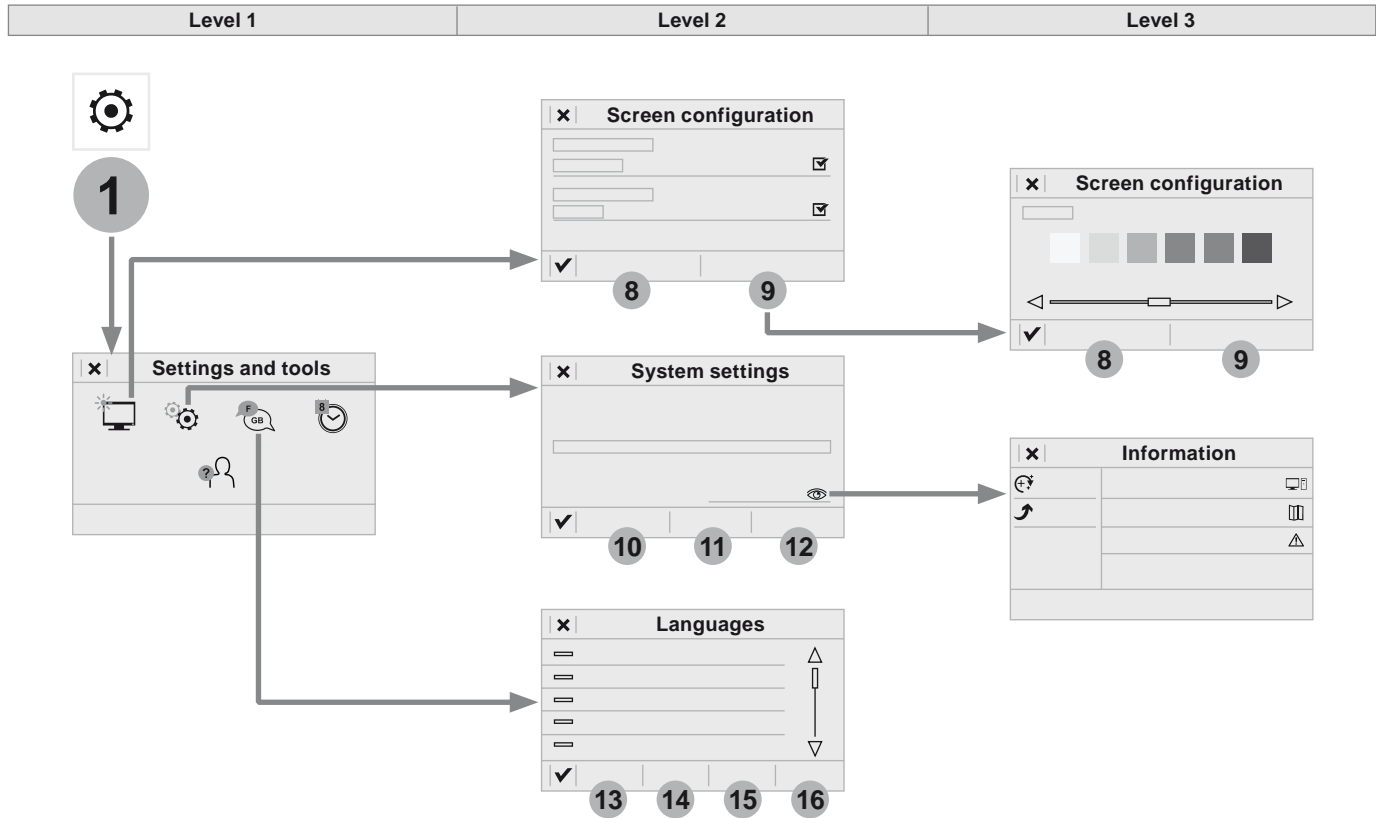 Level 1
Level 2
Level 3
1
Screen configuration
8
9
Screen configuration
8
9
Settings and tools
F
GB
8
?
System settings
10
11
12
Information
Languages
13
14
15
16